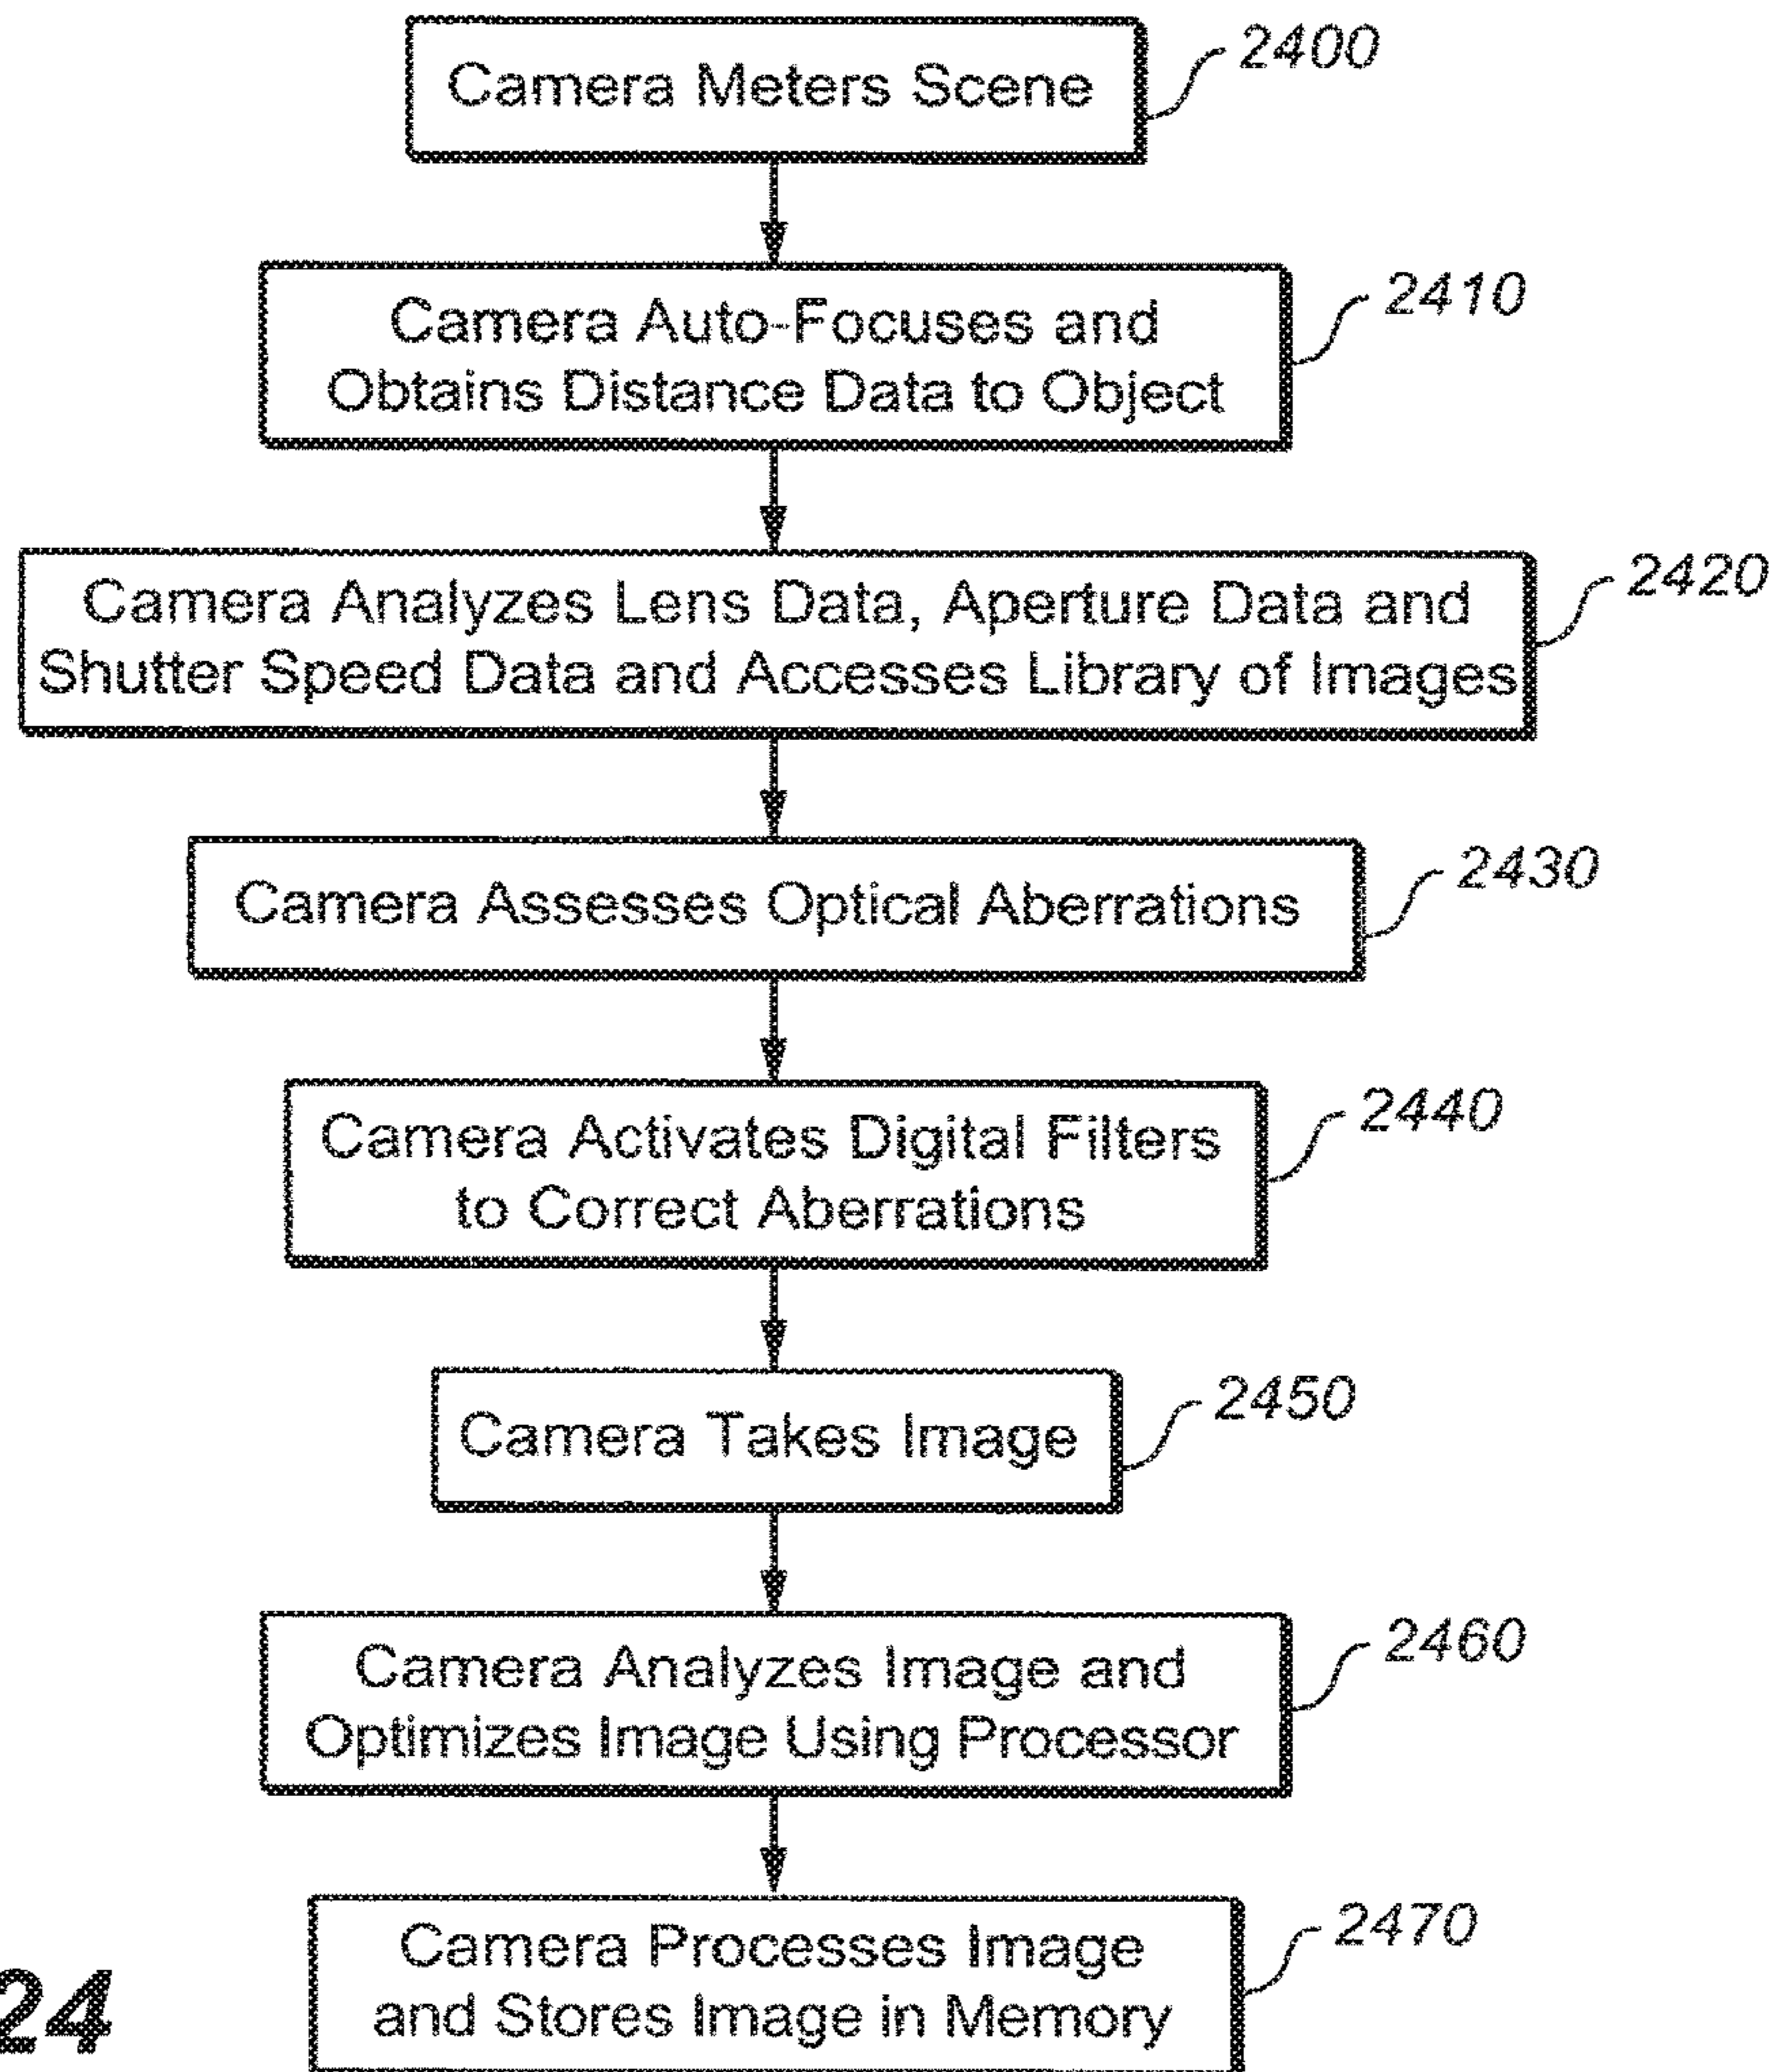 Camera Meters Scene
2400
Camera Auto-Focuses and
Obtains Distance Data to Object
2410
Camera Analyzes Lens Data, Aperture Data and
Shutter Speed Data and Accesses Library of Images
2420
Camera Assesses Optical Aberrations
2430
Camera Activates Digital Filters
to Correct Aberrations
2440
Camera Takes Image
2450
Camera Analyzes Image and
Optimizes Image Using Processor
2460
Camera Processes Image
and Stores Image in Memory
2470
24